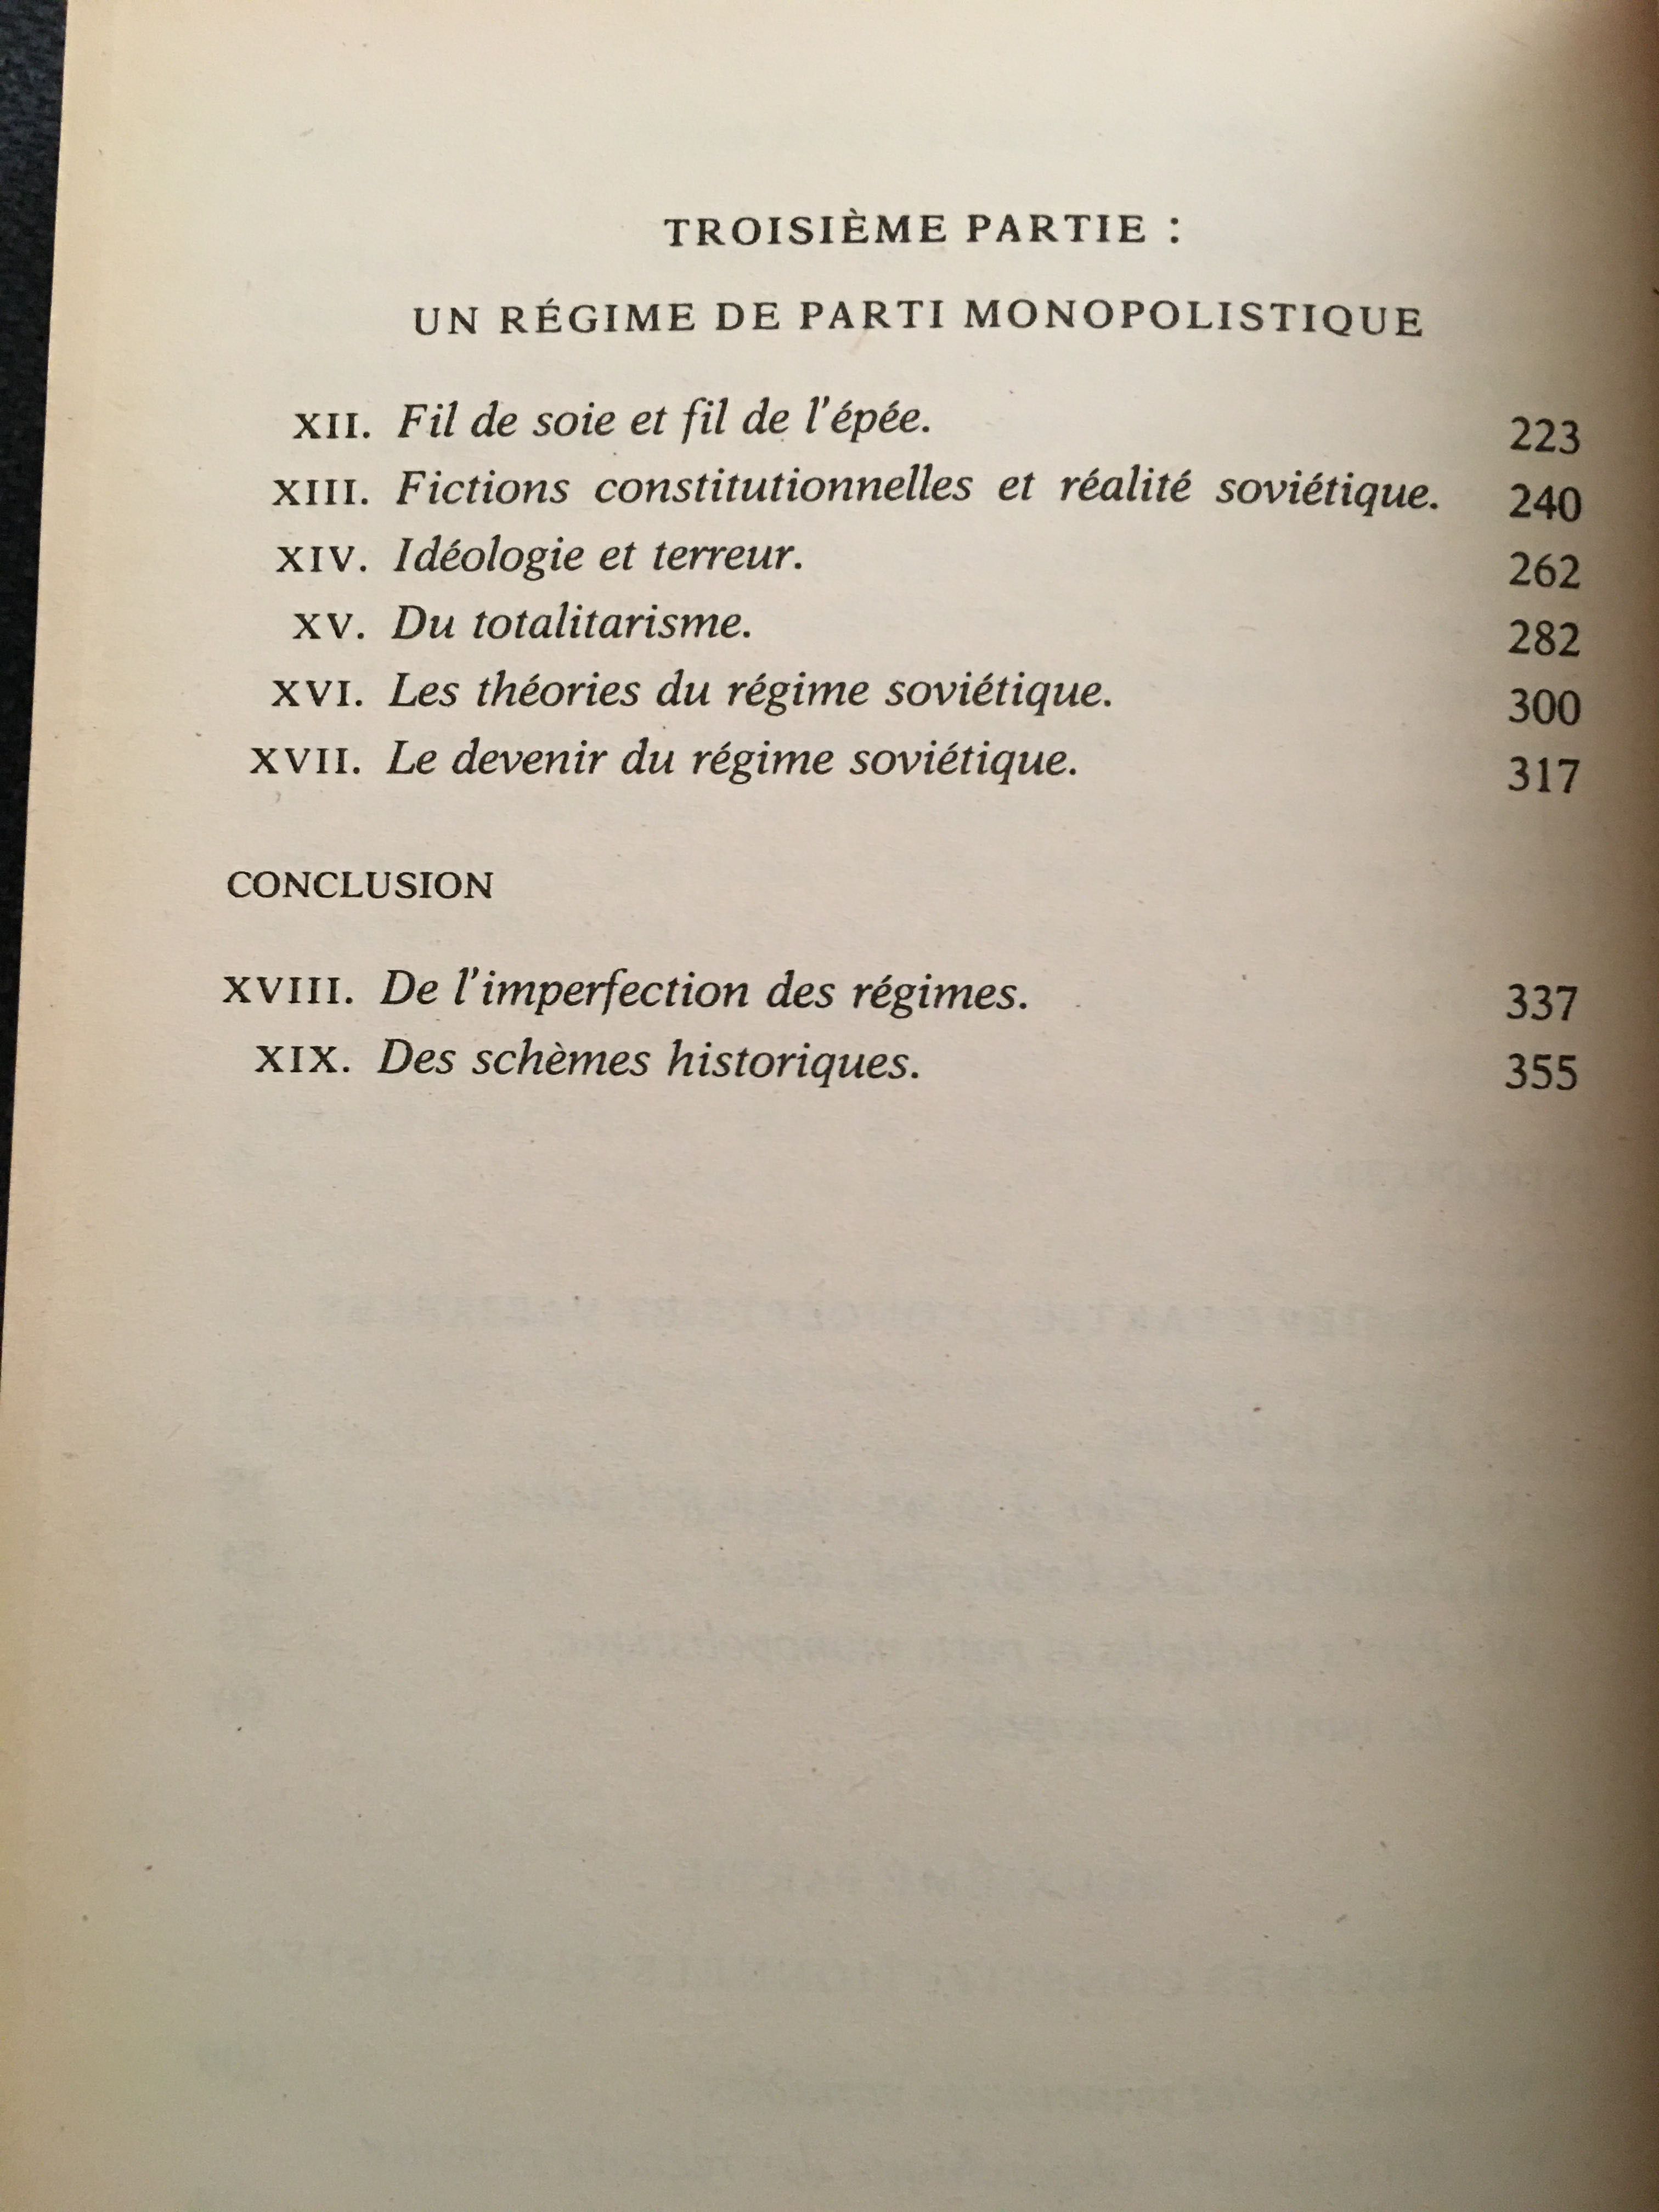 TROISIÈME PARTIE :
UN RÉGIME DE PARTI MONOPOLISTIQUE
XII. Fil de soie et fil de l'épée. 223
XIII. Fictions constitutionnelles et réalité soviétique. 240
XIV. Idéologie et terreur. 262
XV. Du totalitarisme. 282
XVI. Les théories du régime soviétique. 300
XVII. Le devenir du régime soviétique. 317
CONCLUSION
XVIII. De l'imperfection des régimes. 337
XIX. Des schèmes historiques. 355